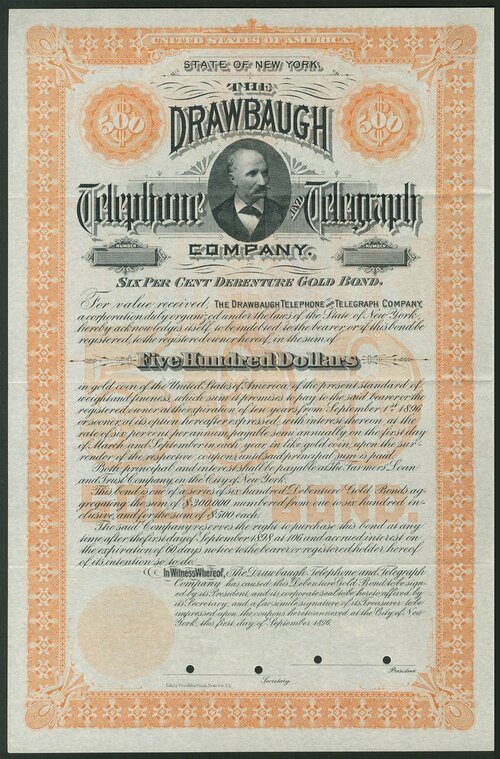 UNITED STATES OF AMERICA
STATE OF NEW YORK.
THE
$500 $500
DRAWBAUGH
Telephone AND Telegraph
COMPANY.
NUMBER NUMBER
SIX PER CENT DEBENTURE GOLD BOND.
For value received, THE DRAWBAUGH TELEPHONE AND TELEGRAPH COMPANY,
a corporation duly organized under the laws of the State of New York,
hereby acknowledges itself to be indebted to the bearer, or if this bond be
registered, to the registered owner hereof, in the sum of
Five Hundred Dollars
in gold coin of the United States of America, of the present standard of
weight and fineness, which sum it promises to pay to the said bearer or the
registered owner at the expiration of ten years from September 1st 1896
or sooner, at its option hereafter expressed, with interest thereon at the
rate of six per cent per annum, payable semi annually, on the first day
of March and September in each year in like gold coin, upon the sur-
render of the respective coupons, until said principal sum is paid.
Both principal and interest shall be payable at The Farmers' Loan
and Trust Company in the City of New York.
This bond is one of a series of six hundred Debenture Gold Bonds ag-
gregating the sum of $300,000 numbered from one to six hundred in-
clusive, and for the sum of $500 each.
The said Company reserves the right to purchase this bond at any
time after the first day of September 1898 at 106 and accrued interest on
the expiration of 60 days notice to the bearer, or registered holder, hereof,
of its intention so to do.
In Witness Whereof, The Drawbaugh Telephone and Telegraph
Company has caused this Debenture Gold Bond to be sign-
ed by its President, and its corporate seal to be hereto affixed by
its Secretary, and a facsimile signature of its Treasurer to be
impressed upon the coupons hereto annexed at the City of New
York, this first day of September 1896.
President
Secretary
Franklin Bank Note Co. N.Y.